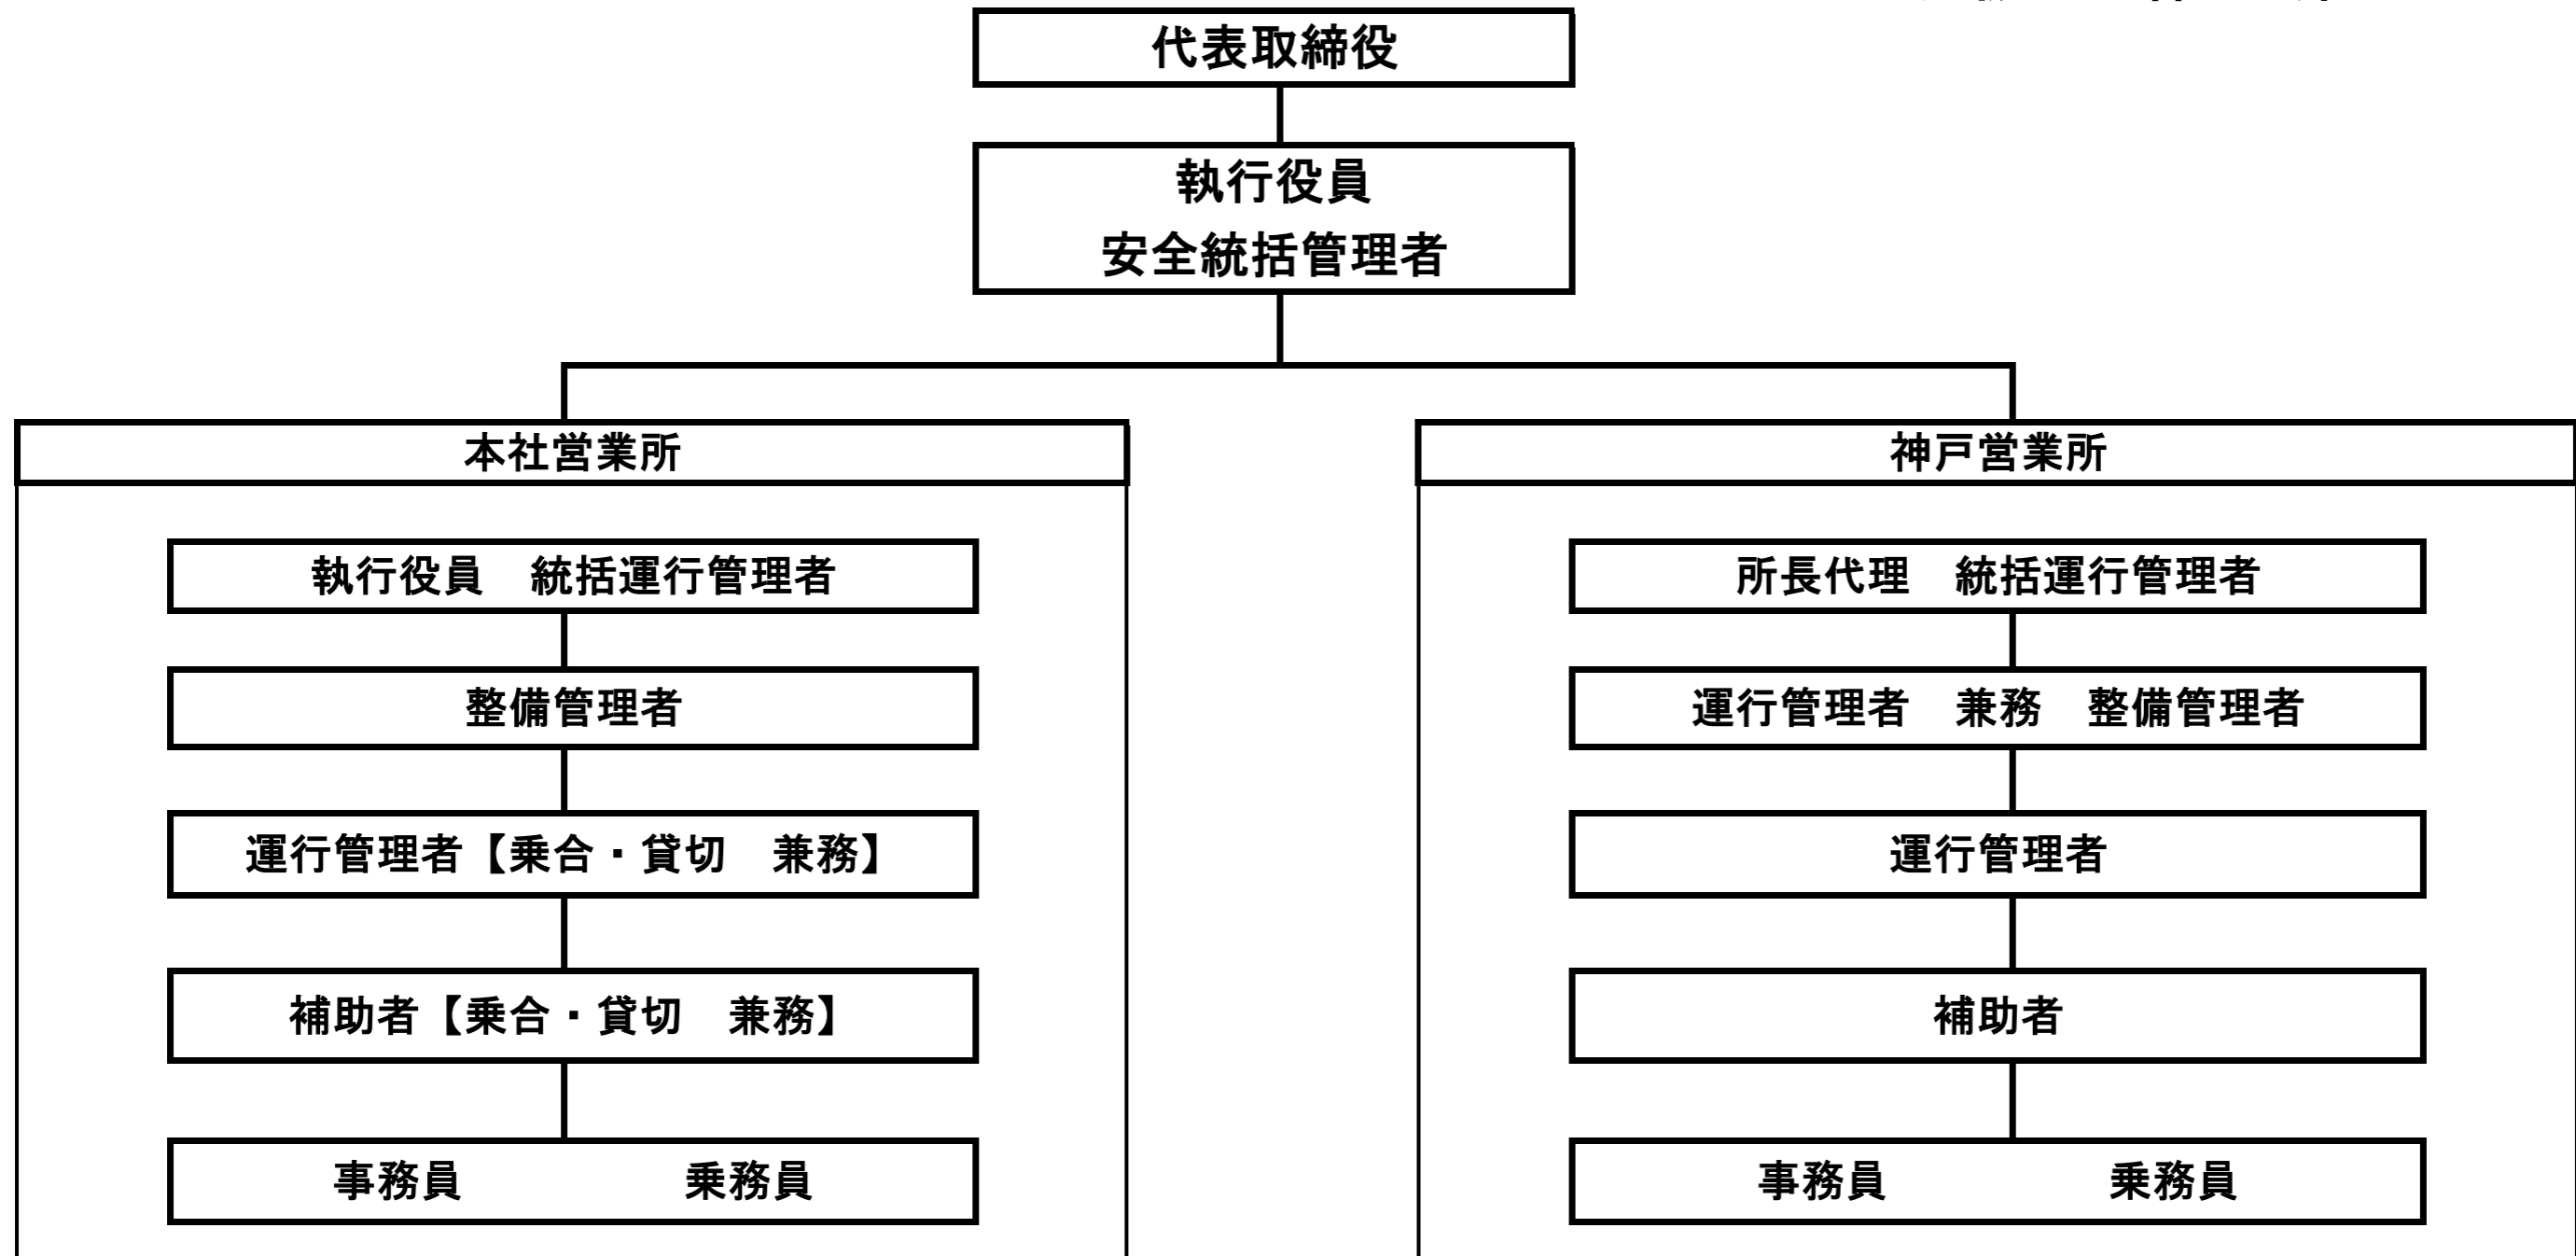 代表取締役
執行役員
安全統括管理者
本社営業所
執行役員　統括運行管理者
整備管理者
運行管理者【乗合・貸切　兼務】
補助者【乗合・貸切　兼務】
事務員　　　　　乗務員
神戸営業所
所長代理　統括運行管理者
運行管理者　兼務　整備管理者
運行管理者
補助者
事務員　　　　　乗務員